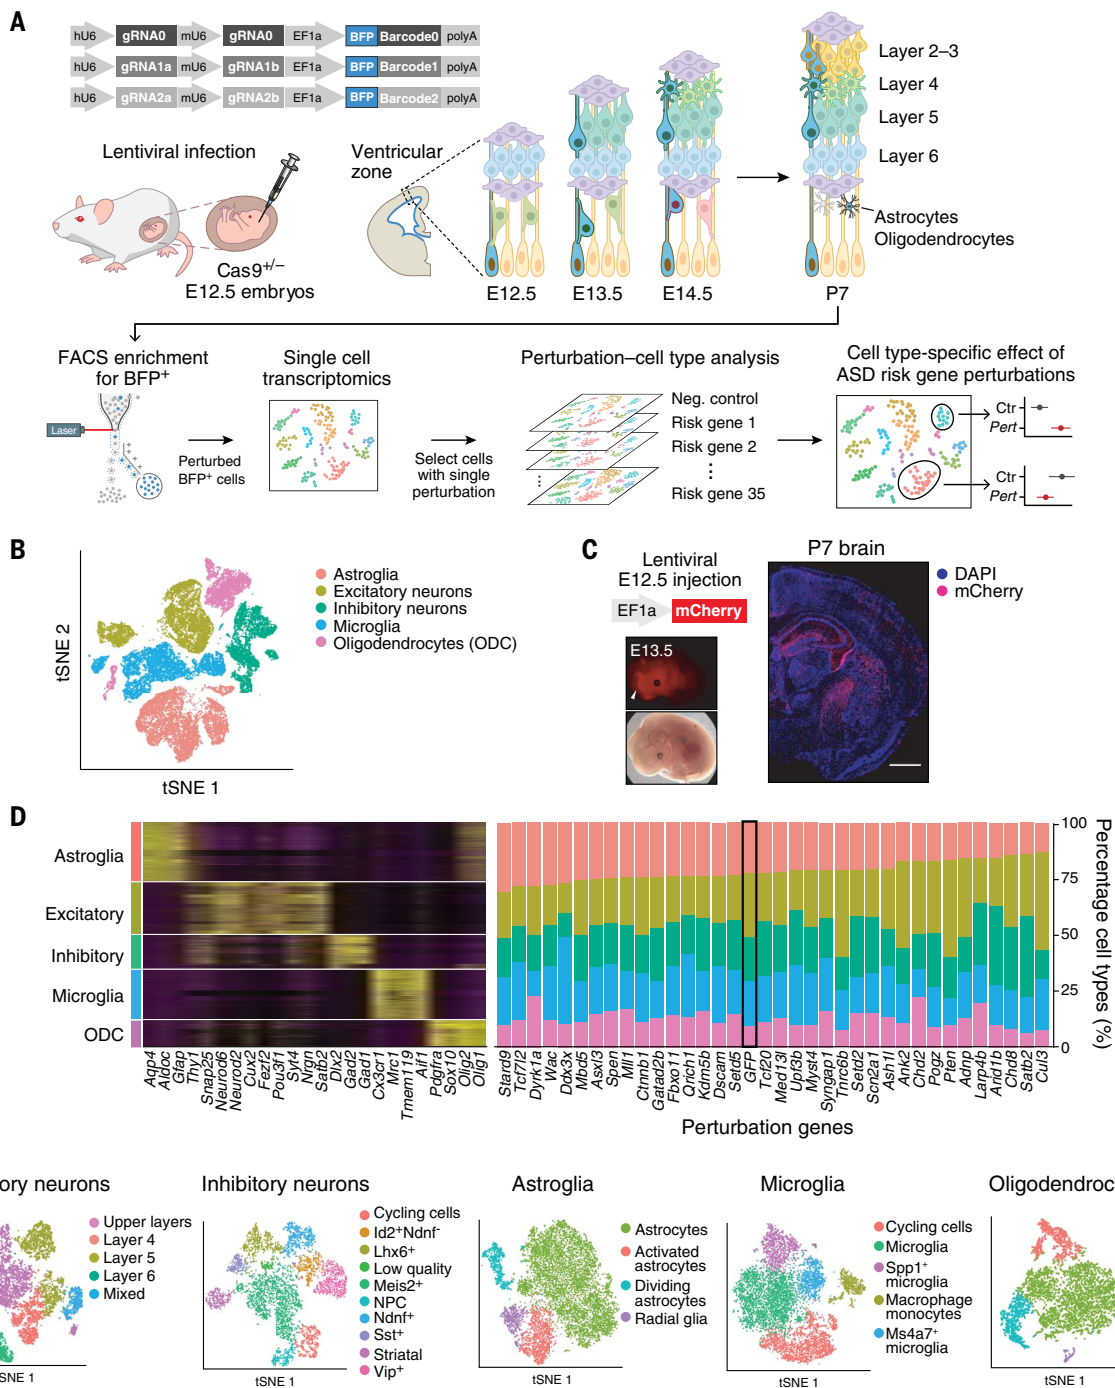 A
hU6 gRNA0 mU6 gRNA0 EF1a BFP Barcode0 polyA
hU6 gRNA1a mU6 gRNA1b EF1a BFP Barcode1 polyA
hU6 gRNA2a mU6 gRNA2b EF1a BFP Barcode2 polyA
Lentiviral infection
Cas9+/–
E12.5 embryos
Ventricular
zone
E12.5
E13.5
E14.5
P7
Layer 2–3
Layer 4
Layer 5
Layer 6
Astrocytes
Oligodendrocytes
FACS enrichment
for BFP+
Laser
Perturbed
BFP+ cells
Single cell
transcriptomics
Select cells
with single
perturbation
Perturbation–cell type analysis
Neg. control
Risk gene 1
Risk gene 2
⋮
Risk gene 35
Cell type-specific effect of
ASD risk gene perturbations
Ctr
Pert
Ctr
Pert
B
tSNE 2
tSNE 1
Astroglia
Excitatory neurons
Inhibitory neurons
Microglia
Oligodendrocytes (ODC)
C
Lentiviral
E12.5 injection
EF1a mCherry
E13.5
P7 brain
DAPI
mCherry
D
Astroglia
Excitatory
Inhibitory
Microglia
ODC
Aqp4
Aldoc
Gfap
Thy1
Snap25
Neurod6
Neurod2
Cux2
Fezf2
Pou3f1
Syt4
Nrgn
Satb2
Dlx2
Gad2
Gad1
Cx3cr1
Mrc1
Tmem119
Aif1
Pdgfra
Sox10
Olig2
Olig1
Stard9
Tcf7l2
Dyrk1a
Wac
Ddx3x
Mbd5
Asxl3
Spen
Mll1
Ctnnb1
Gatad2b
Fbxo11
Qrich1
Kdm5b
Dscam
Setd5
GFP
Tcf20
Med13l
Upf3b
Myst4
Syngap1
Tnrc6b
Setd2
Scn2a1
Ash1l
Ank2
Chd2
Pogz
Pten
Adnp
Larp4b
Arid1b
Chd8
Satb2
Cul3
Perturbation genes
100
75
50
25
0
Percentage cell types (%)
ory neurons
Upper layers
Layer 4
Layer 5
Layer 6
Mixed
SNE 1
Inhibitory neurons
Cycling cells
Id2+Ndnf-
Lhx6+
Low quality
Meis2+
NPC
Ndnf+
Sst+
Striatal
Vip+
tSNE 1
Astroglia
Astrocytes
Activated
astrocytes
Dividing
astrocytes
Radial glia
tSNE 1
Microglia
Cycling cells
Microglia
Spp1+
microglia
Macrophage
monocytes
Ms4a7+
microglia
tSNE 1
Oligodendroc
tSNE 1